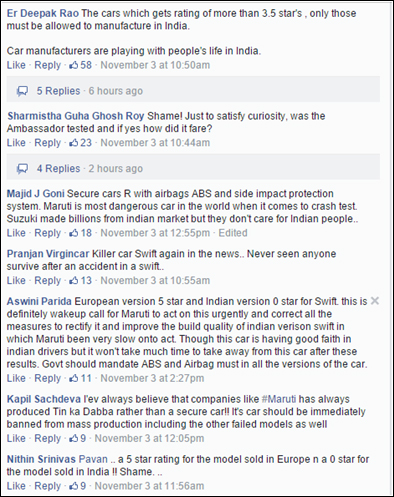 Er Deepak Rao The cars which gets rating of more than 3.5 star's , only those
must be allowed to manufacture in India.
Car manufacturers are playing with people's life in India.
Like · Reply · 58 · November 3 at 10:50am
5 Replies · 6 hours ago
Sharmistha Guha Ghosh Roy Shame! Just to satisfy curiosity, was the
Ambassador tested and if yes how did it fare?
Like · Reply · 23 · November 3 at 10:44am
4 Replies · 2 hours ago
Majid J Goni Secure cars R with airbags ABS and side impact protection
system. Maruti is most dangerous car in the world when it comes to crash test.
Suzuki made billions from indian market but they don't care for Indian people..
Like · Reply · 18 · November 3 at 12:55pm · Edited
Pranjan Virgincar Killer car Swift again in the news.. Never seen anyone
survive after an accident in a swift..
Like · Reply · 13 · November 3 at 10:55am
Aswini Parida European version 5 star and Indian version 0 star for Swift. this is
definitely wakeup call for Maruti to act on this urgently and correct all the
measures to rectify it and improve the build quality of indian verison swift in
which Maruti been very slow onto act. Though this car is having good faith in
indian drivers but it won't take much time to take away from this car after these
results. Govt should mandate ABS and Airbag must in all the versions of the car.
Like · Reply · 11 · November 3 at 2:27pm
Kapil Sachdeva I'ev always believe that companies like #Maruti has always
produced Tin ka Dabba rather than a secure car!! It's car should be immediately
banned from mass production including the other failed models as well
Like · Reply · 9 · November 3 at 12:05pm
Nithin Srinivas Pavan .. a 5 star rating for the model sold in Europe n a 0 star for
the model sold in India !! Shame. ..
Like · Reply · 9 · November 3 at 11:56am